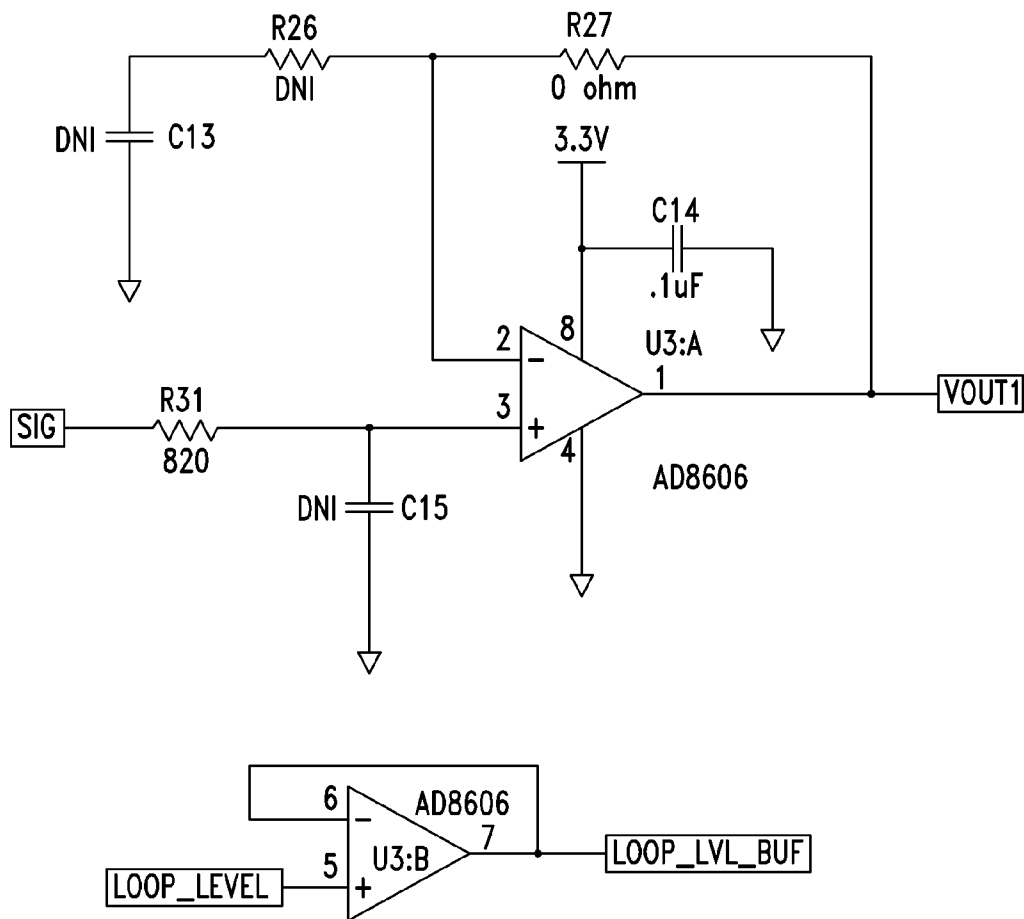 R26
DNI
R27
0 ohm
DNI
C13
3.3V
C14
.1uF
8
U3:A
2
-
1
VOUT1
R31
3
+
SIG
820
4
AD8606
DNI
C15
6
-
AD8606
7
U3:B
LOOP_LVL_BUF
5
+
LOOP_LEVEL